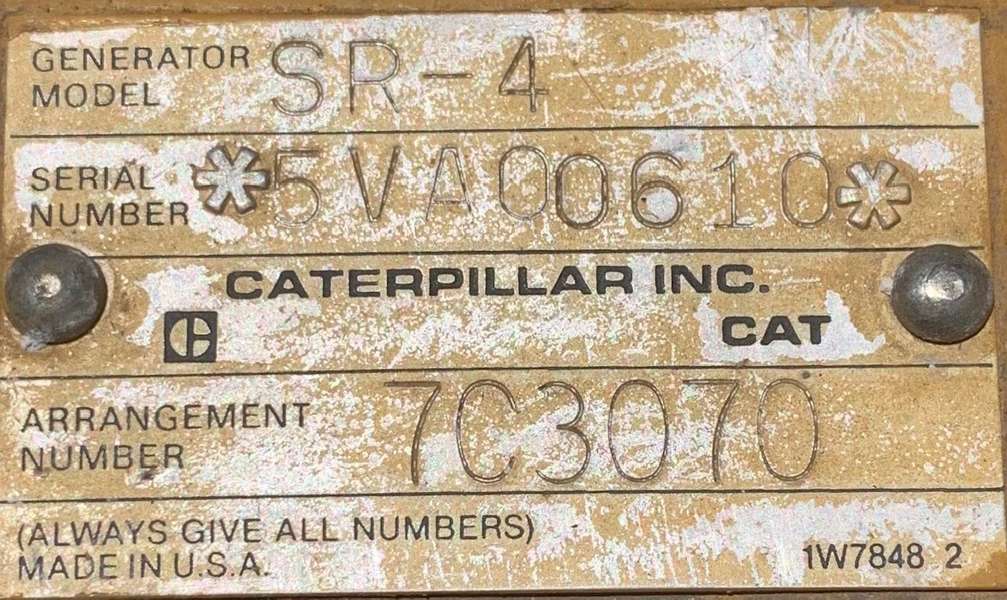 GENERATOR
MODEL SR-4
SERIAL
NUMBER *5VA00610*
CATERPILLAR INC.
C CAT
ARRANGEMENT
NUMBER 7C3070
(ALWAYS GIVE ALL NUMBERS)
MADE IN U.S.A. 1W7848 2